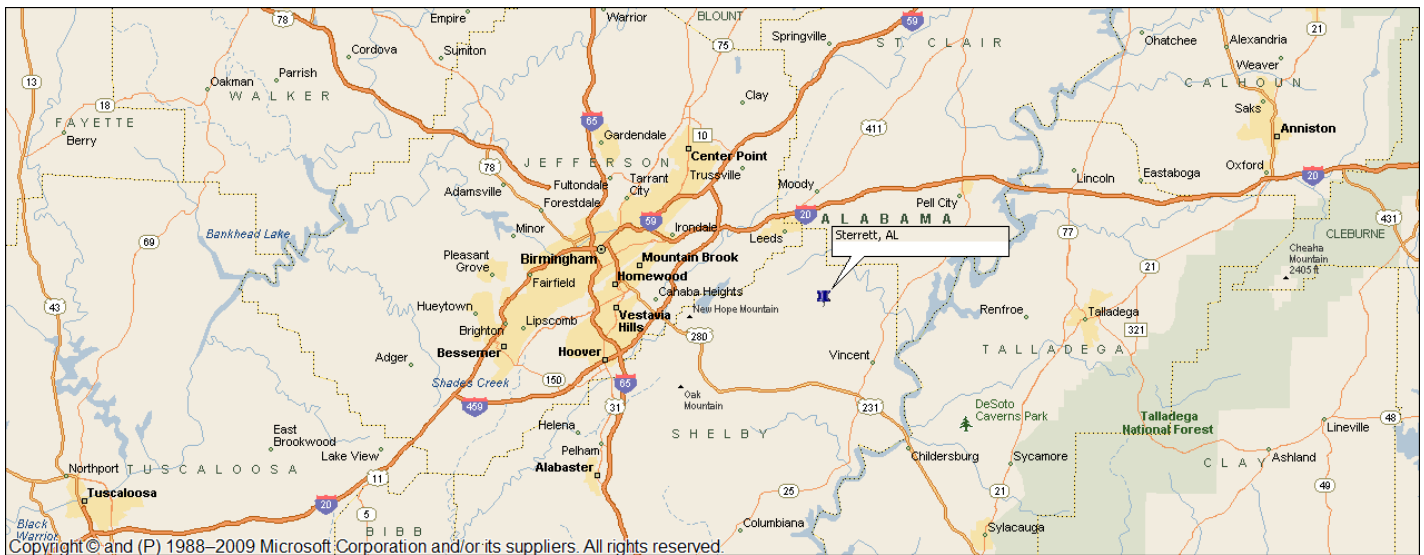 78
Empire
Warrior
BLOUNT
59
Springville
ST. CLAIR
Ohatchee
Alexandria
21
Cordova
Sumiton
75
Weaver
13
Oakman
Parrish
WALKER
Clay
CALHOUN
Saks
18
FAYETTE
Berry
65
Gardendale
10
411
Anniston
JEFFERSON
Center Point
78
Trussville
Adamsville
Fultondale
Tarrant
City
Moody
Lincoln
Eastaboga
Oxford
20
Forestdale
Pell City
59
20
ALABAMA
431
Minor
Irondale
Leeds
77
CLEBURNE
69
Bankhead Lake
Sterrett, AL
Pleasant
Grove
Birmingham
Mountain Brook
21
Cheaha
Mountain
2405 ft
Fairfield
Homewood
Cahaba Heights
43
Hueytown
New Hope Mountain
Renfroe
Talladega
Brighton
Lipscomb
Vestavia
Hills
280
321
Bessemer
Hoover
Vincent
TALLADEGA
Adger
150
Shades Creek
65
Oak
Mountain
459
31
231
DeSoto
Caverns Park
Talladega
National Forest
48
East
Brookwood
Helena
SHELBY
Lineville
Lake View
Pelham
Childersburg
Sycamore
CLAY
Ashland
Northport
TUSCALOOSA
11
Alabaster
Tuscaloosa
20
25
21
49
5
BIBB
Columbiana
Sylacauga
Black
Warrior
Copyright © and (P) 1988–2009 Microsoft Corporation and/or its suppliers. All rights reserved.